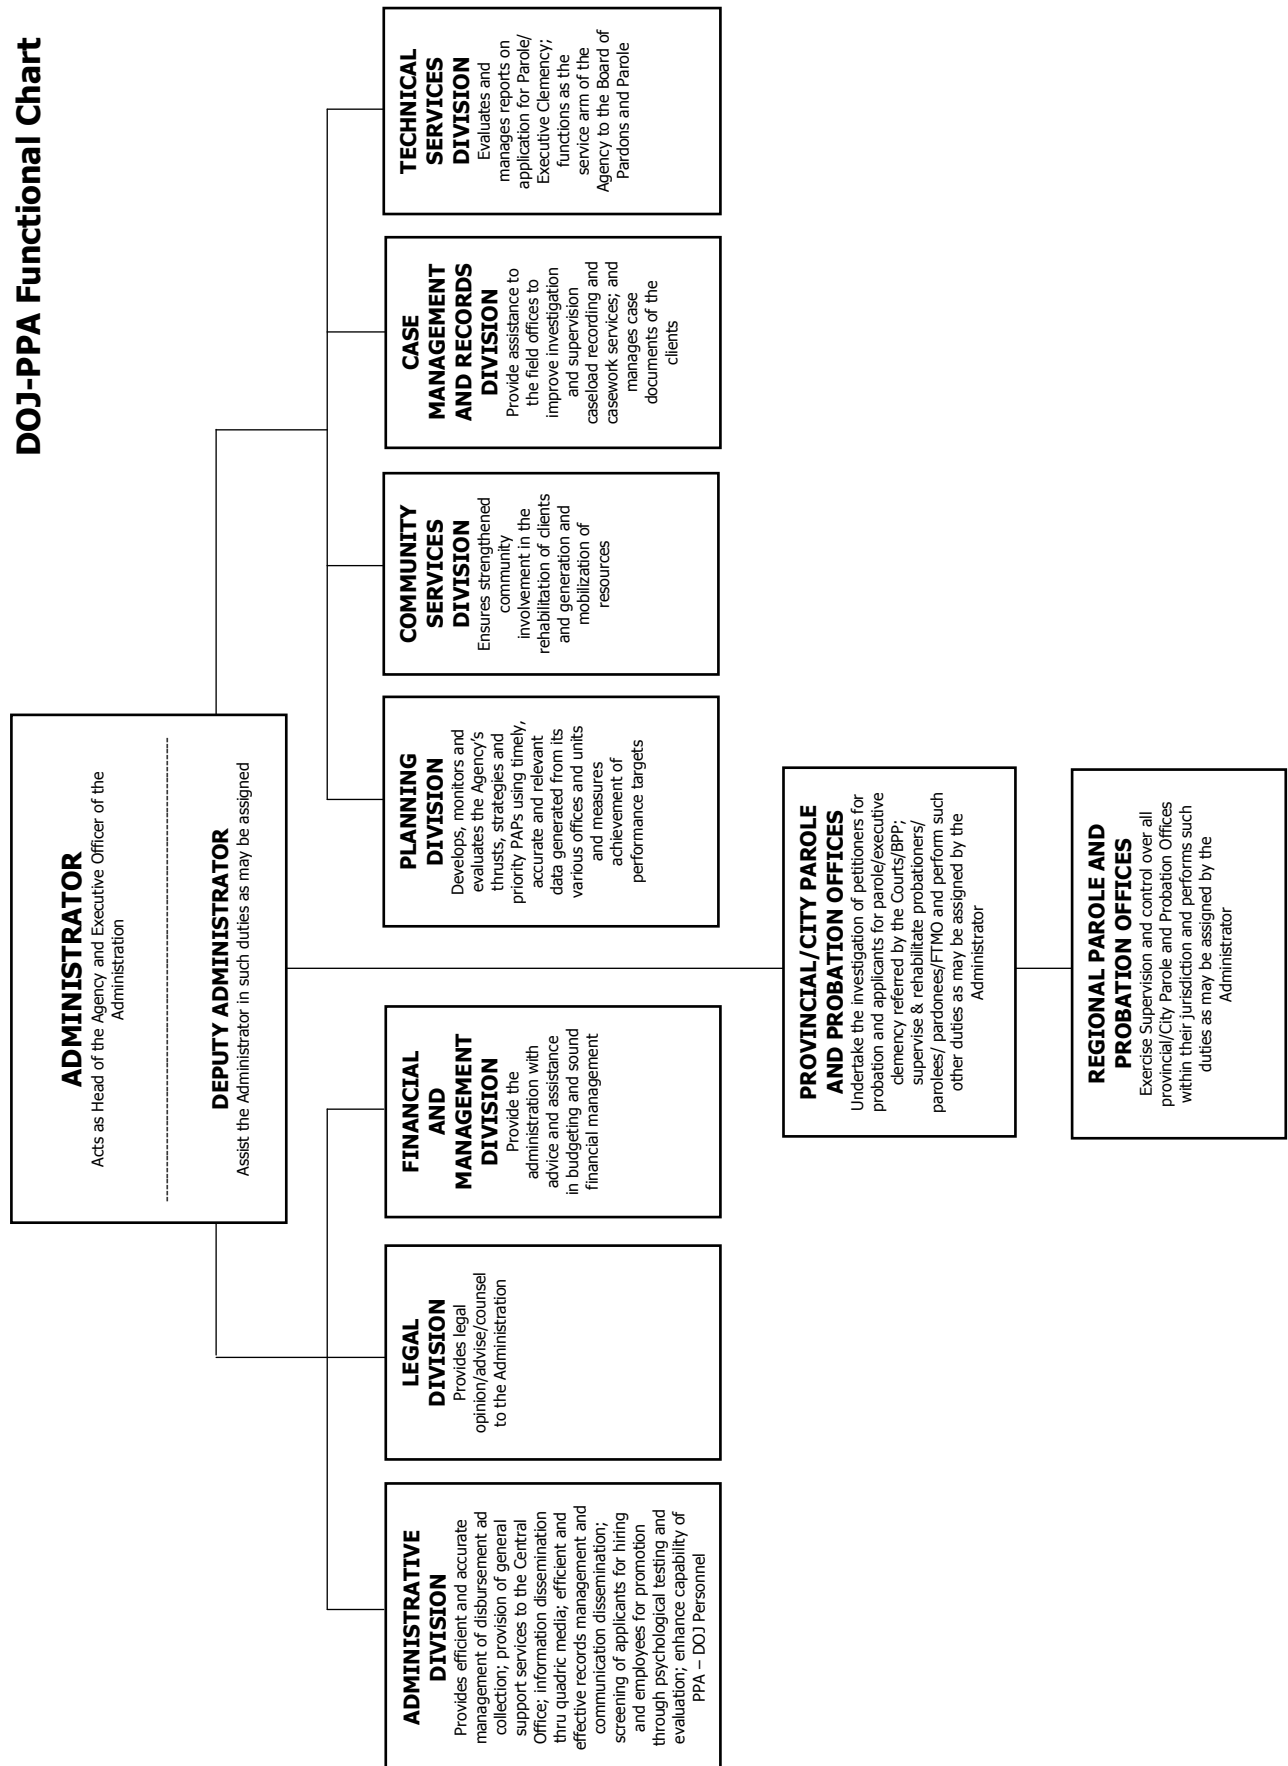 DOJ-PPA Functional Chart
ADMINISTRATOR
Acts as Head of the Agency and Executive Officer of the
Administration
DEPUTY ADMINISTRATOR
Assist the Administrator in such duties as may be assigned
ADMINISTRATIVE
DIVISION
Provides efficient and accurate
management of disbursement ad
collection; provision of general
support services to the Central
Office; information dissemination
thru quadric media; efficient and
effective records management and
communication dissemination;
screening of applicants for hiring
and employees for promotion
through psychological testing and
evaluation; enhance capability of
PPA – DOJ Personnel
LEGAL
DIVISION
Provides legal
opinion/advise/counsel
to the Administration
FINANCIAL
AND
MANAGEMENT
DIVISION
Provide the
administration with
advice and assistance
in budgeting and sound
financial management
PLANNING
DIVISION
Develops, monitors and
evaluates the Agency’s
thrusts, strategies and
priority PAPs using timely,
accurate and relevant
data generated from its
various offices and units
and measures
achievement of
performance targets
COMMUNITY
SERVICES
DIVISION
Ensures strengthened
community
involvement in the
rehabilitation of clients
and generation and
mobilization of
resources
CASE
MANAGEMENT
AND RECORDS
DIVISION
Provide assistance to
the field offices to
improve investigation
and supervision
caseload recording and
casework services; and
manages case
documents of the
clients
TECHNICAL
SERVICES
DIVISION
Evaluates and
manages reports on
application for Parole/
Executive Clemency;
functions as the
service arm of the
Agency to the Board of
Pardons and Parole
PROVINCIAL/CITY PAROLE
AND PROBATION OFFICES
Undertake the investigation of petitioners for
probation and applicants for parole/executive
clemency referred by the Courts/BPP;
supervise & rehabilitate probationers/
parolees/ pardonees/FTMO and perform such
other duties as may be assigned by the
Administrator
REGIONAL PAROLE AND
PROBATION OFFICES
Exercise Supervision and control over all
provincial/City Parole and Probation Offices
within their jurisdiction and performs such
duties as may be assigned by the
Administrator